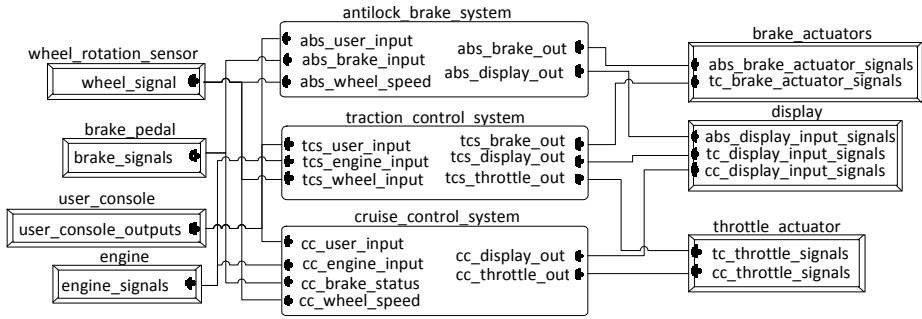 antilock_brake_system
abs_user_input
abs_brake_input
abs_wheel_speed
abs_brake_out
abs_display_out
wheel_rotation_sensor
wheel_signal
brake_pedal
brake_signals
user_console
user_console_outputs
engine
engine_signals
traction_control_system
tcs_user_input
tcs_engine_input
tcs_wheel_input
tcs_brake_out
tcs_display_out
tcs_throttle_out
cruise_control_system
cc_user_input
cc_engine_input
cc_brake_status
cc_wheel_speed
cc_display_out
cc_throttle_out
brake_actuators
abs_brake_actuator_signals
tc_brake_actuator_signals
display
abs_display_input_signals
tc_display_input_signals
cc_display_input_signals
throttle_actuator
tc_throttle_signals
cc_throttle_signals